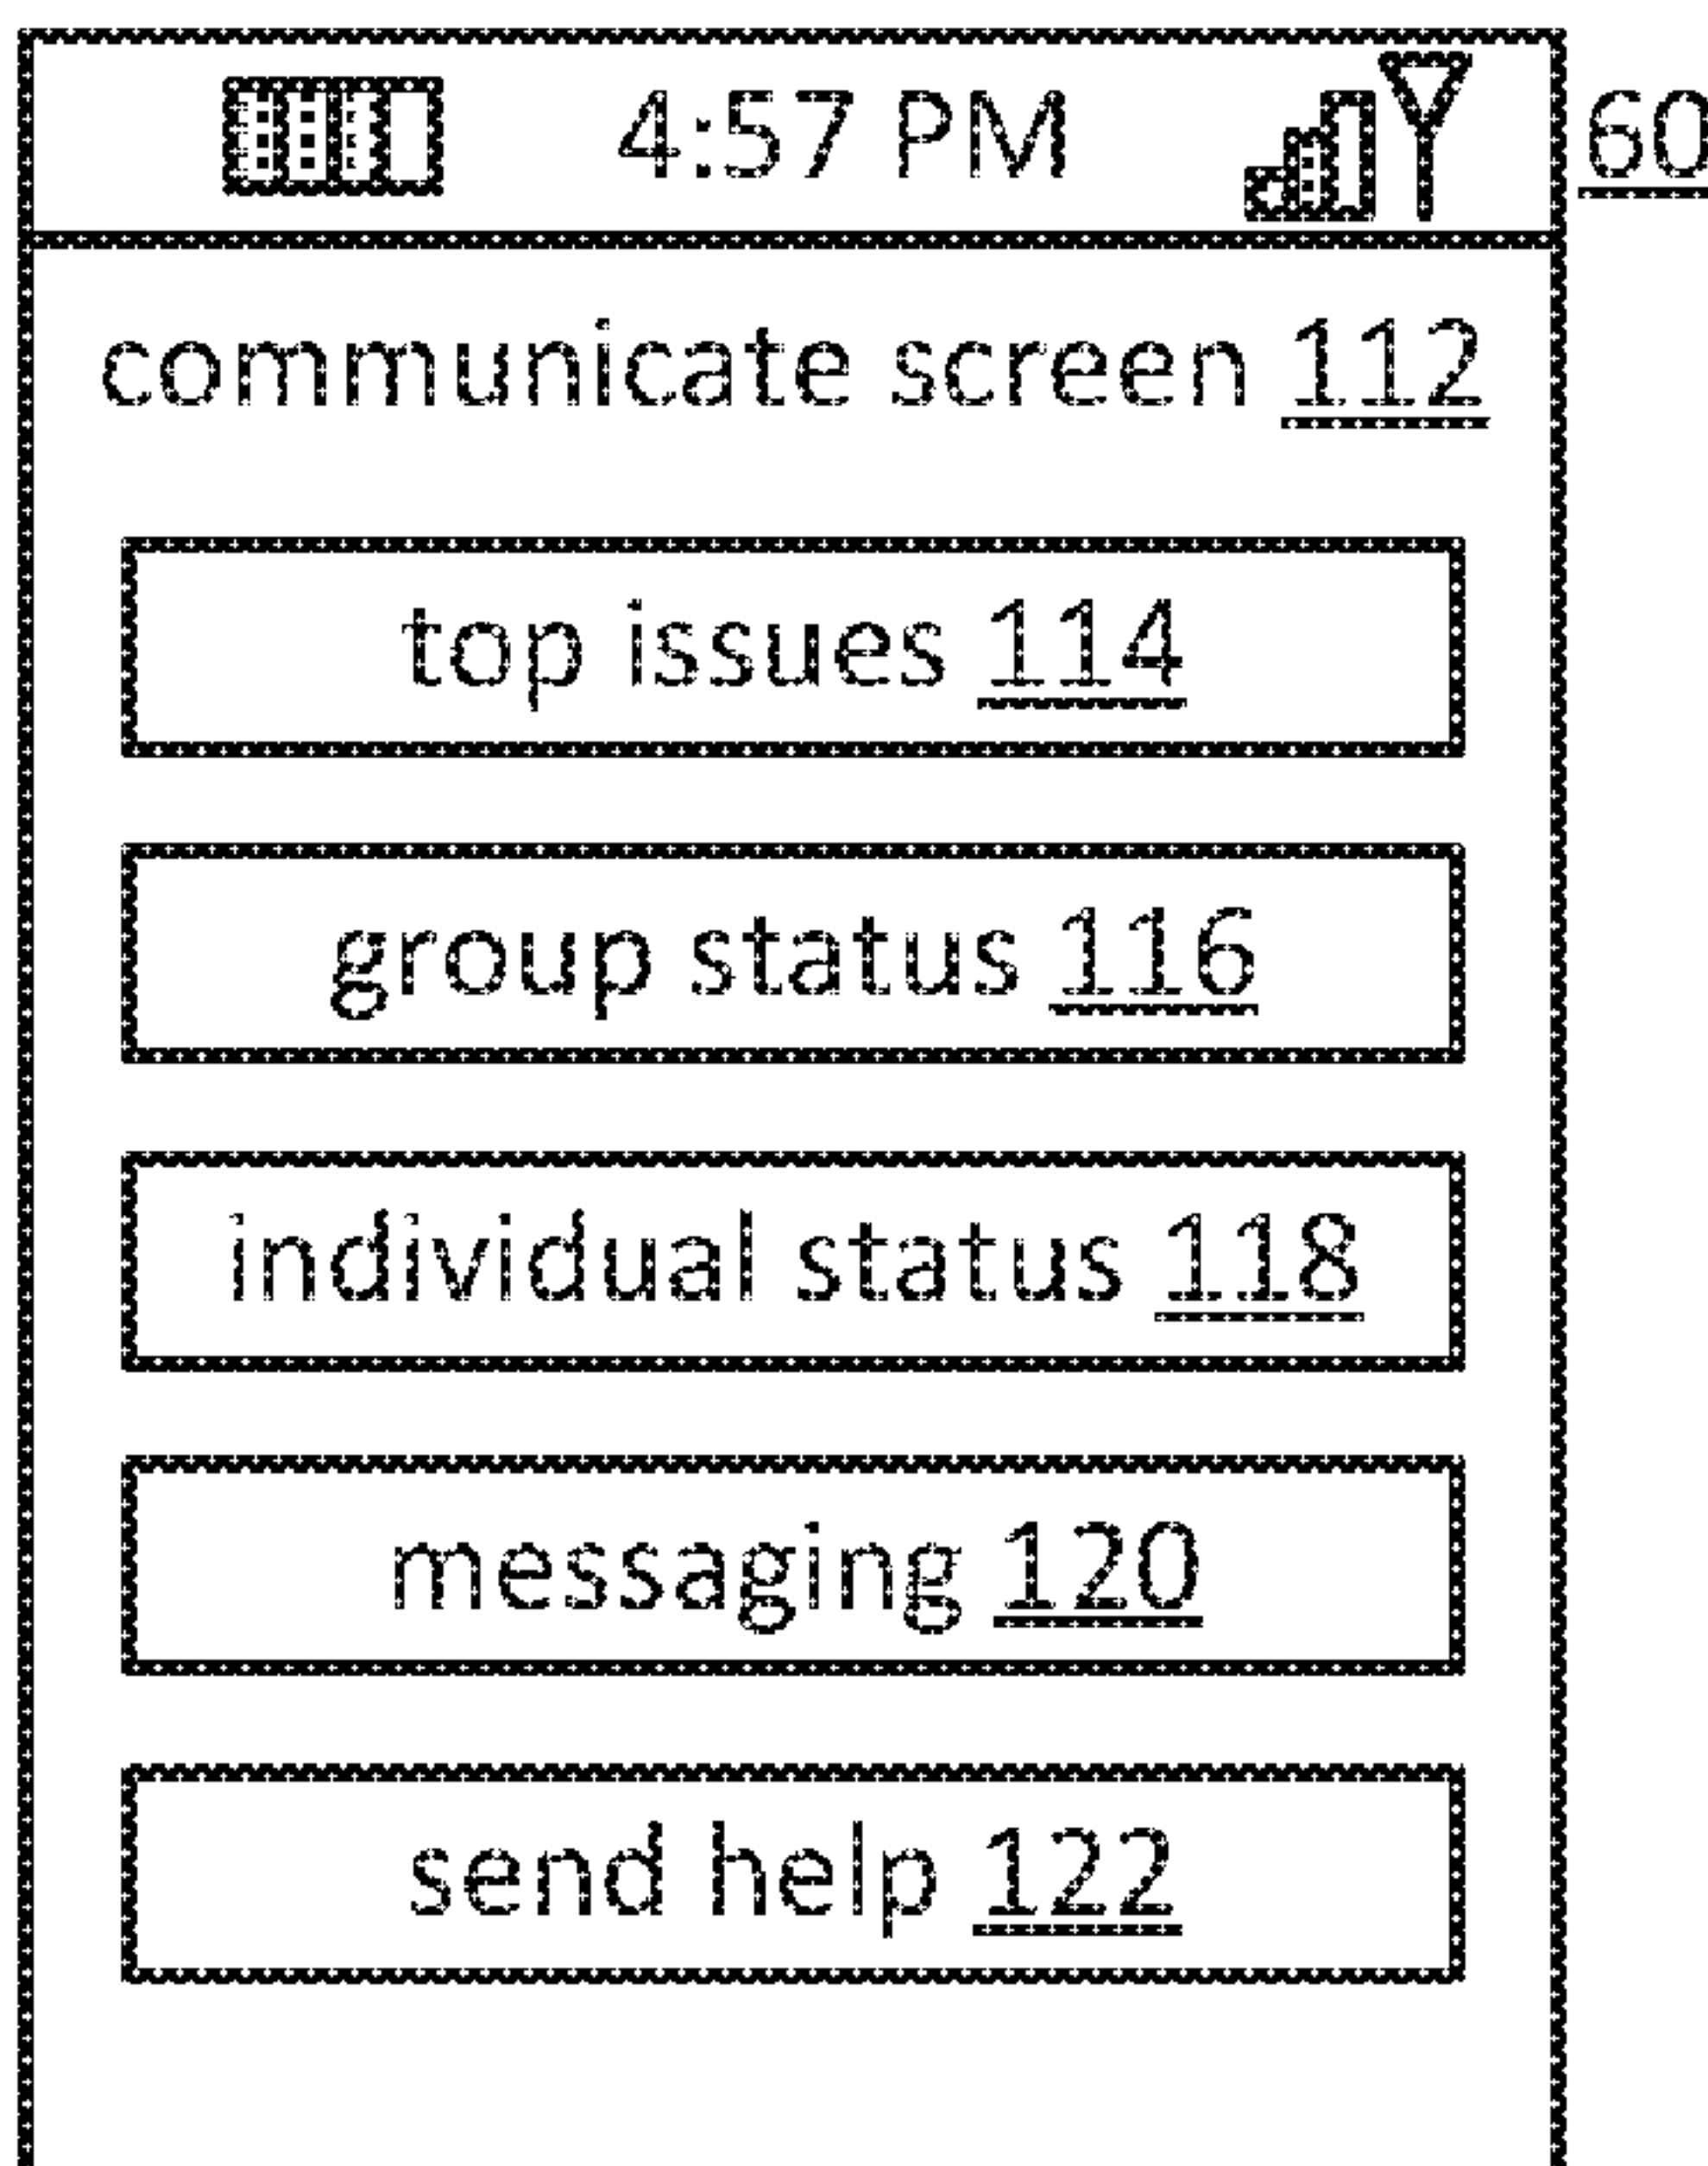 4:57 PM 60
communicate screen 112
top issues 114
group status 116
individual status 118
messaging 120
send help 122